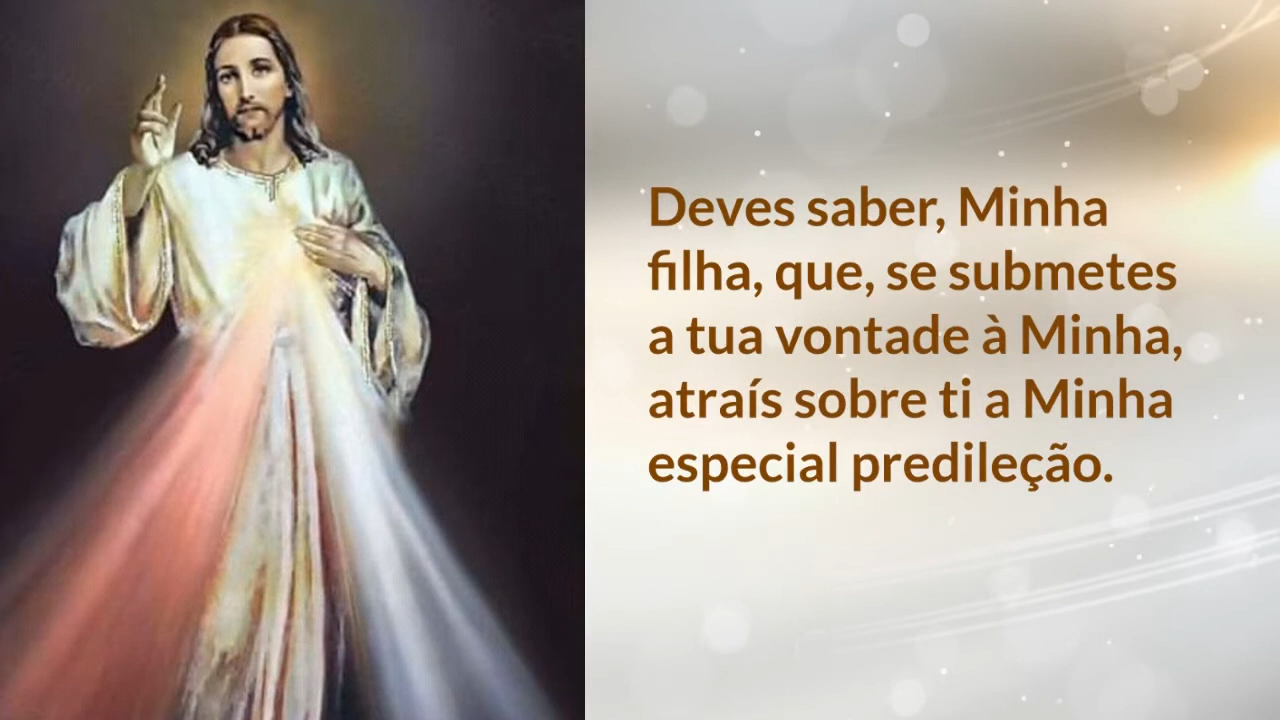 Deves saber, Minha
filha, que, se submetes
a tua vontade à Minha,
atraís sobre ti a Minha
especial predileção.